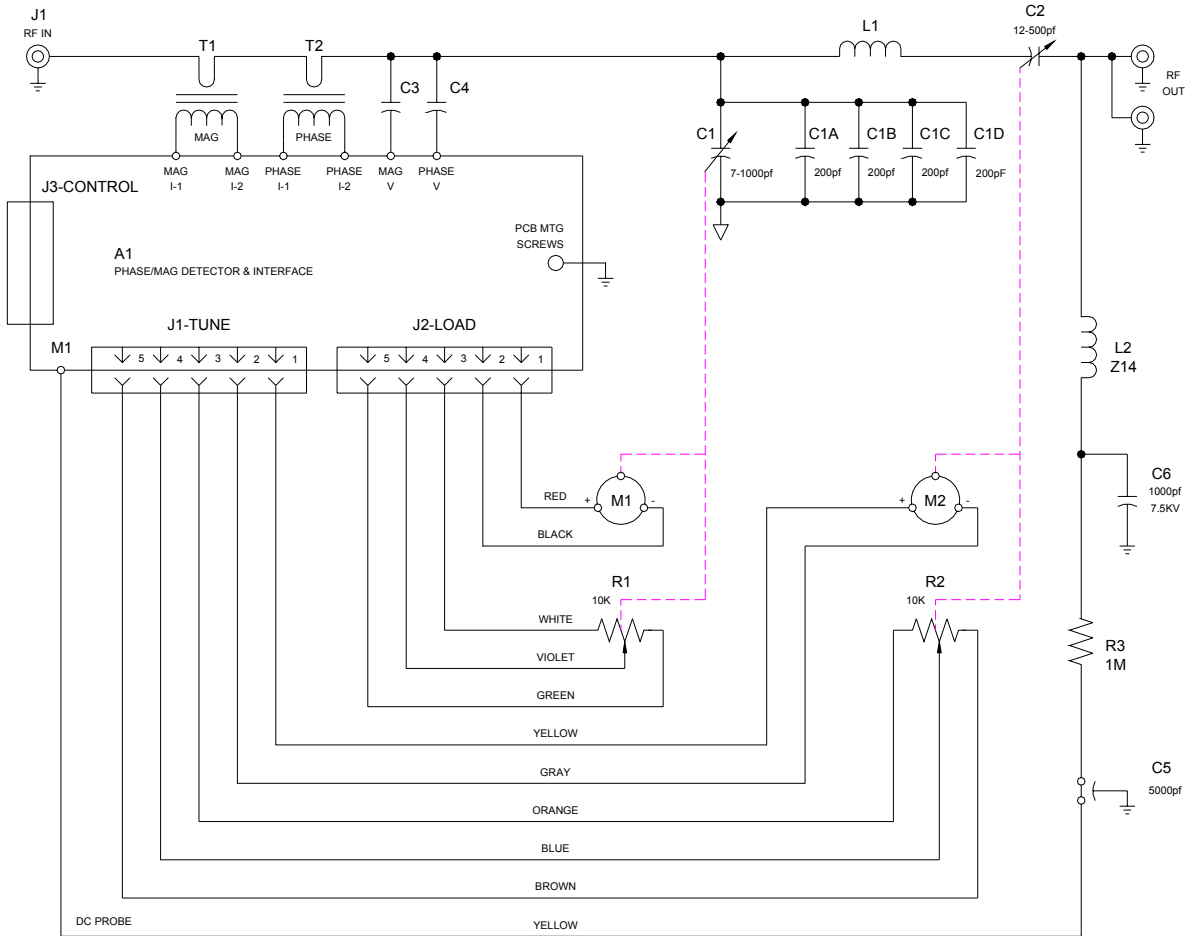 J1
RF IN
T1
T2
C3
C4
L1
C2
12-500pf
RF
OUT
MAG
PHASE
MAG
I-1
MAG
I-2
PHASE
I-1
PHASE
I-2
MAG
V
PHASE
V
C1
7-1000pf
C1A
200pf
C1B
200pf
C1C
200pf
C1D
200pF
J3-CONTROL
A1
PHASE/MAG DETECTOR & INTERFACE
PCB MTG
SCREWS
M1
J1-TUNE
5 4 3 2 1
J2-LOAD
5 4 3 2 1
L2
Z14
C6
1000pf
7.5KV
RED
+ M1 -
BLACK
+ M2 -
R1
10K
-
R2
10K
-
WHITE
VIOLET
GREEN
YELLOW
GRAY
ORANGE
BLUE
BROWN
R3
1M
C5
5000pf
DC PROBE
YELLOW